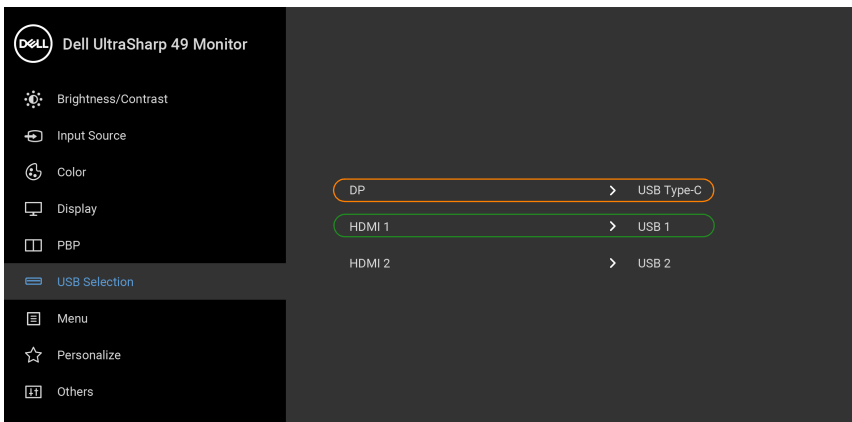 DELL
Dell UltraSharp 49 Monitor
Brightness/Contrast
Input Source
Color
Display
PBP
USB Selection
Menu
Personalize
Others
DP > USB Type-C
HDMI 1 > USB 1
HDMI 2 > USB 2